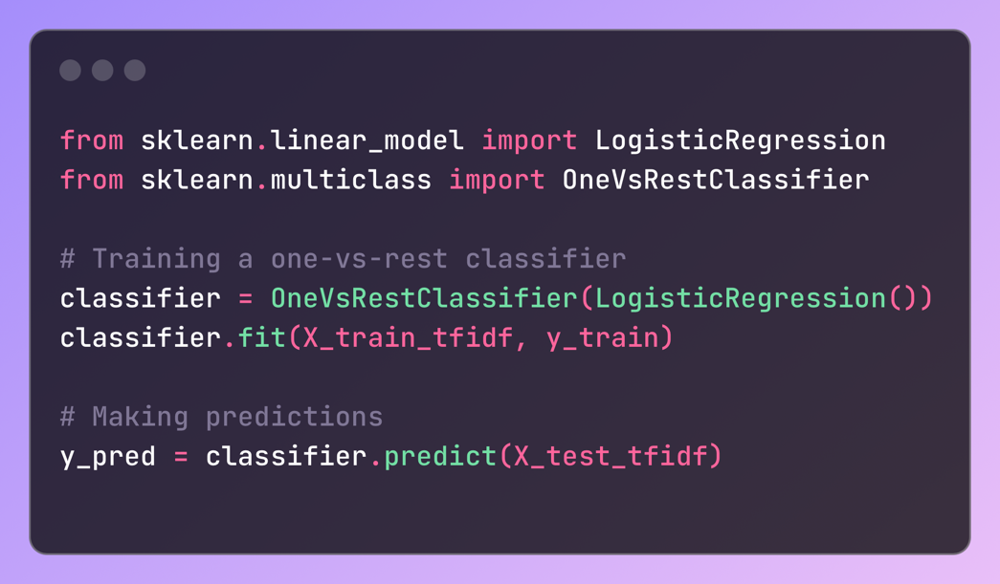 from sklearn.linear_model import LogisticRegression
from sklearn.multiclass import OneVsRestClassifier
# Training a one-vs-rest classifier
classifier = OneVsRestClassifier(LogisticRegression())
classifier.fit(X_train_tfidf, y_train)
# Making predictions
y_pred = classifier.predict(X_test_tfidf)